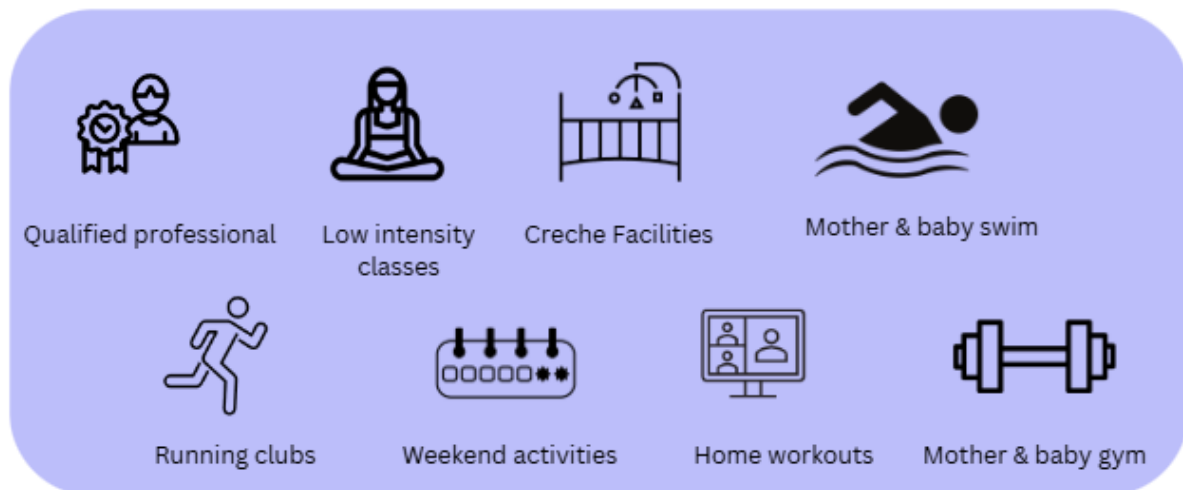 Qualified professional
Low intensity
classes
Creche Facilities
Mother & baby swim
Running clubs
Weekend activities
Home workouts
Mother & baby gym